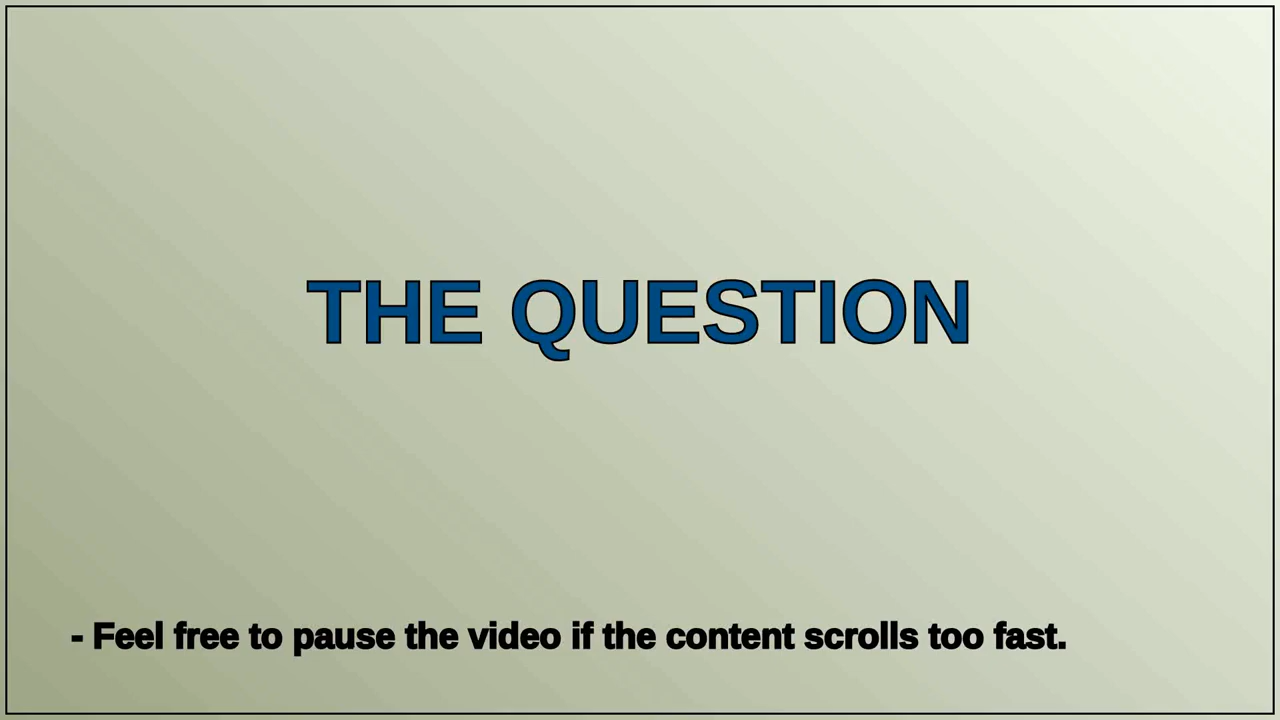 THE QUESTION
- Feel free to pause the video if the content scrolls too fast.